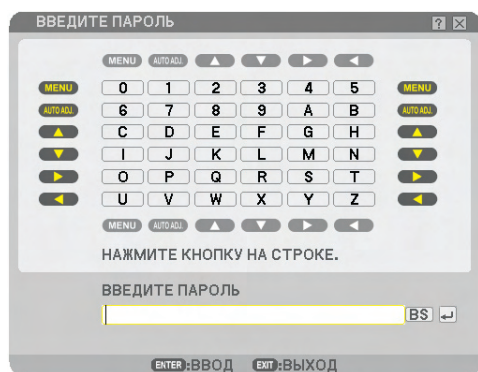 ВВЕДИТЕ ПАРОЛЬ ?
MENU AUTO ADJ.
MENU 0 1 2 3 4 5 MENU
AUTO ADJ. 6 7 8 9 A B AUTO ADJ.
C D E F G H
I J K L M N
O P Q R S T
U V W X Y Z
MENU AUTO ADJ.
НАЖМИТЕ КНОПКУ НА СТРОКЕ.
ВВЕДИТЕ ПАРОЛЬ
BS
ENTER:ВВОД EXIT:ВЫХОД